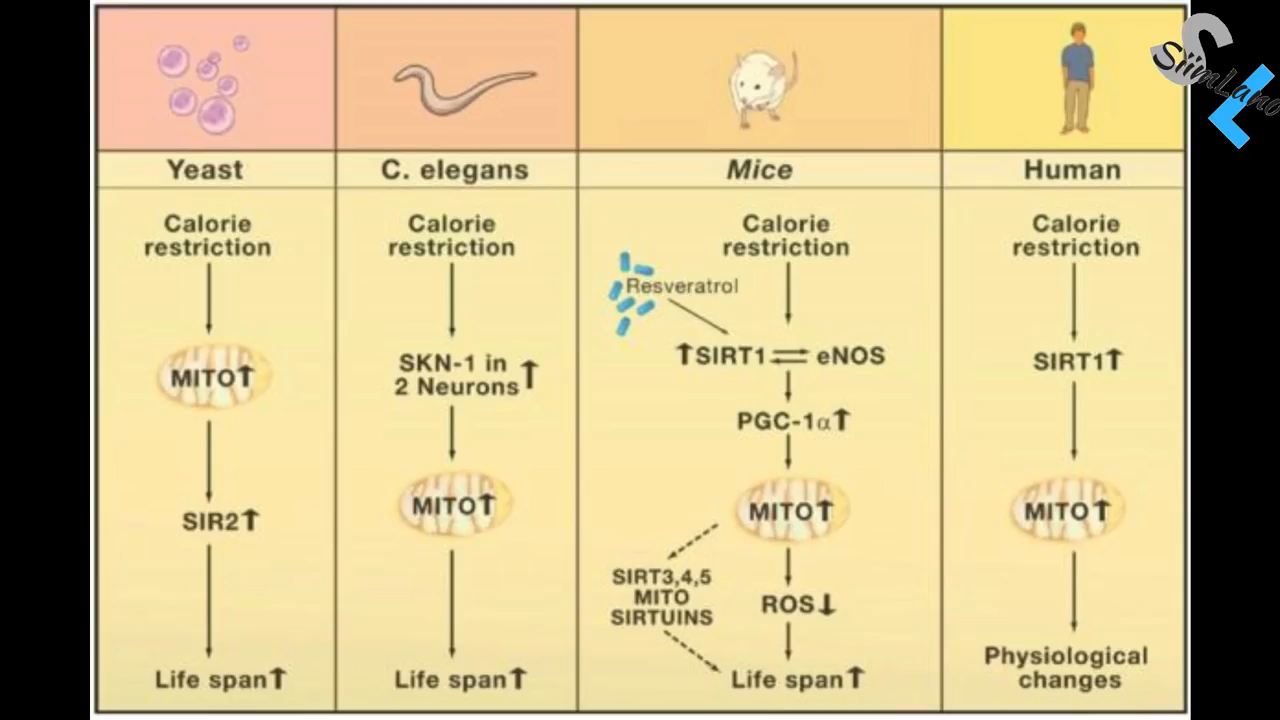 Yeast
Calorie
restriction
MITO↑
SIR2↑
Life span↑
C. elegans
Calorie
restriction
SKN-1 in
2 Neurons↑
MITO↑
Life span↑
Mice
Calorie
restriction
Resveratrol
↑SIRT1⇌eNOS
PGC-1α↑
MITO↑
SIRT3,4,5
MITO
SIRTUINS
ROS↓
Life span↑
Human
Calorie
restriction
SIRT1↑
MITO↑
Physiological
changes
SiimLand